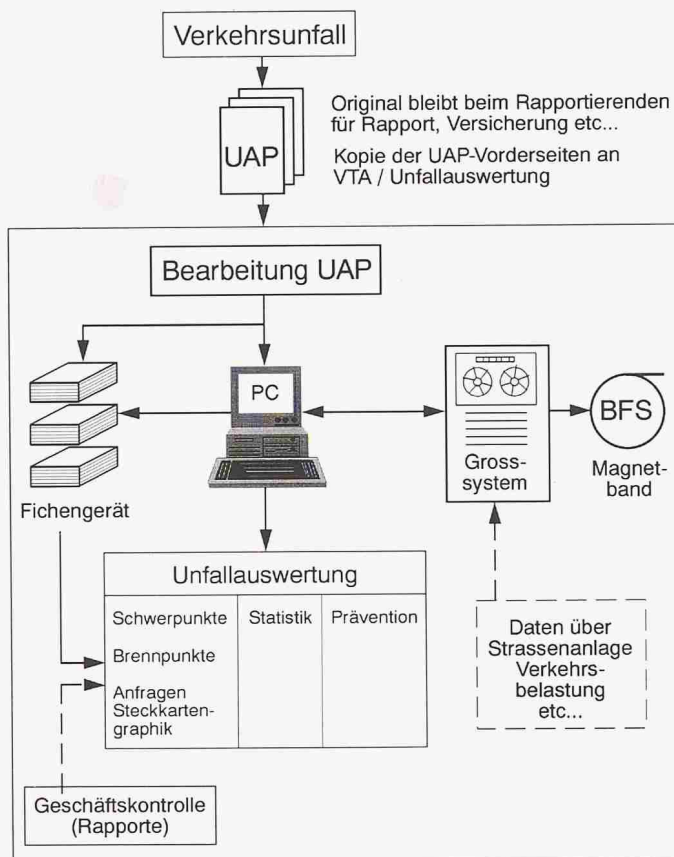 Verkehrsunfall
UAP
Original bleibt beim Rapportierenden
für Rapport, Versicherung etc...
Kopie der UAP-Vorderseiten an
VTA / Unfallauswertung
Bearbeitung UAP
PC
Fichengerät
Gross-
system
BFS
Magnet-
band
Unfallauswertung
Schwerpunkte
Brennpunkte
Anfragen
Steckkarten-
graphik
Statistik
Prävention
Daten über
Strassenanlage
Verkehrs-
belastung
etc...
Geschäftskontrolle
(Rapporte)